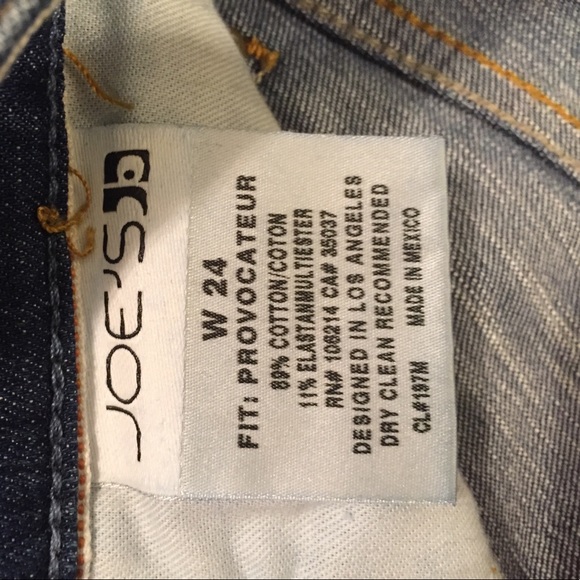 JOE'S
W 24
FIT: PROVOCATEUR
89% COTTON/COTON
11% ELASTANMULTIESTER
RN# 106214 CA# 35037
DESIGNED IN LOS ANGELES
DRY CLEAN RECOMMENDED
CL#197M MADE IN MEXICO